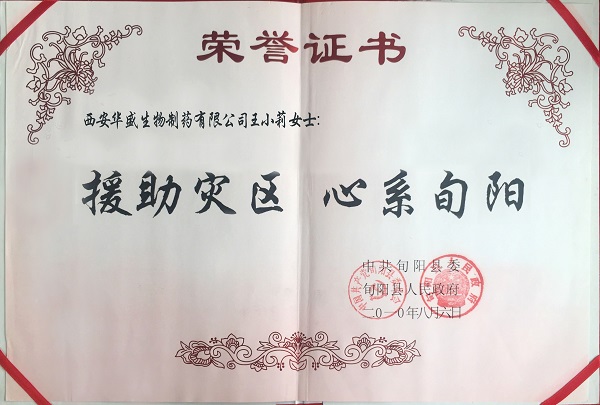 荣誉证书
西安华盛生物制药有限公司王小莉女士:
援助灾区 心系旬阳
中共旬阳县委
旬阳县人民政府
二〇一〇年八月六日